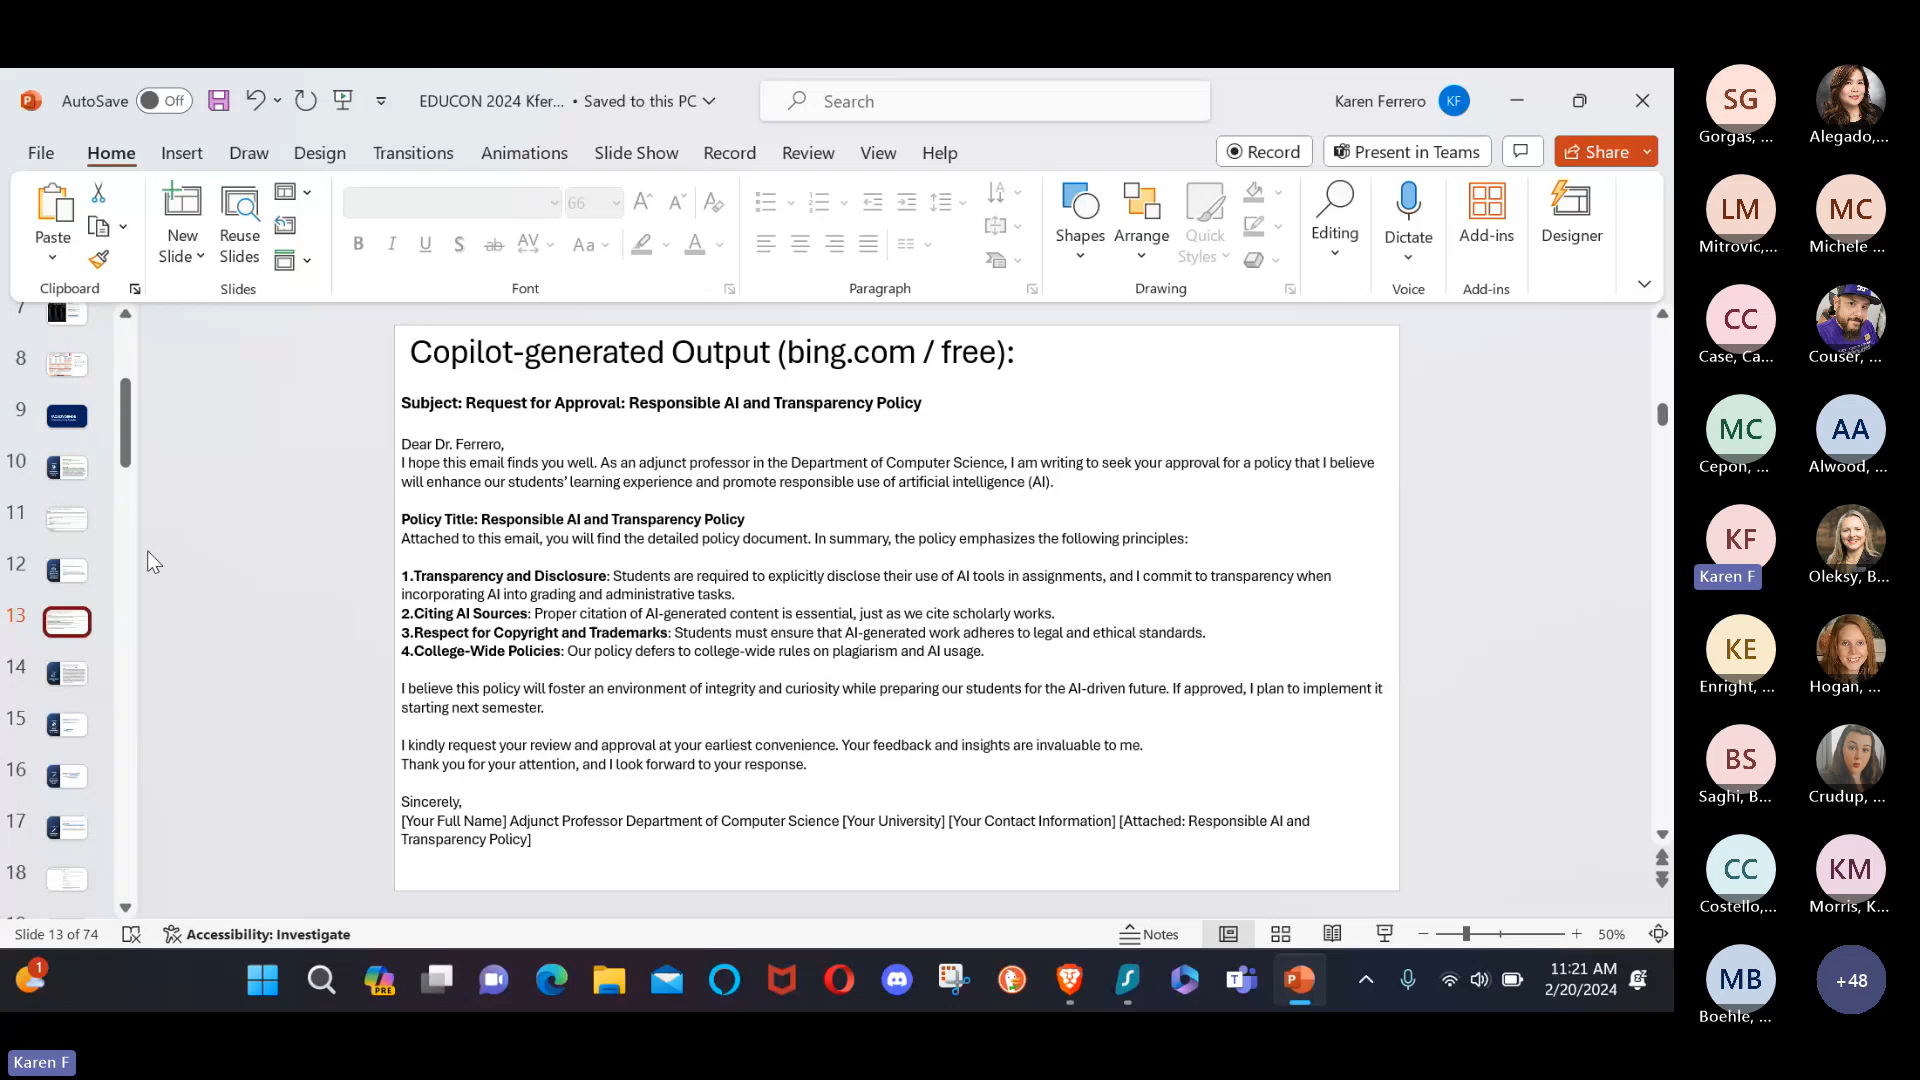 AutoSave Off
EDUCON 2024 Kfer... • Saved to this PC
Search
Karen Ferrero KF
File Home Insert Draw Design Transitions Animations Slide Show Record Review View Help
Record
Present in Teams
Share
Paste
New
Slide
Reuse
Slides
66
Shapes
Arrange
Quick
Styles
Editing
Dictate
Add-ins
Designer
Clipboard Slides Font Paragraph Drawing Voice Add-ins
7
8
9
10
11
12
13
14
15
16
17
18
Copilot-generated Output (bing.com / free):
Subject: Request for Approval: Responsible AI and Transparency Policy
Dear Dr. Ferrero,
I hope this email finds you well. As an adjunct professor in the Department of Computer Science, I am writing to seek your approval for a policy that I believe
will enhance our students’ learning experience and promote responsible use of artificial intelligence (AI).
Policy Title: Responsible AI and Transparency Policy
Attached to this email, you will find the detailed policy document. In summary, the policy emphasizes the following principles:
1.Transparency and Disclosure: Students are required to explicitly disclose their use of AI tools in assignments, and I commit to transparency when
incorporating AI into grading and administrative tasks.
2.Citing AI Sources: Proper citation of AI-generated content is essential, just as we cite scholarly works.
3.Respect for Copyright and Trademarks: Students must ensure that AI-generated work adheres to legal and ethical standards.
4.College-Wide Policies: Our policy defers to college-wide rules on plagiarism and AI usage.
I believe this policy will foster an environment of integrity and curiosity while preparing our students for the AI-driven future. If approved, I plan to implement it
starting next semester.
I kindly request your review and approval at your earliest convenience. Your feedback and insights are invaluable to me.
Thank you for your attention, and I look forward to your response.
Sincerely,
[Your Full Name] Adjunct Professor Department of Computer Science [Your University] [Your Contact Information] [Attached: Responsible AI and
Transparency Policy]
Slide 13 of 74
Accessibility: Investigate
Notes
50%
1
PRE
11:21 AM
2/20/2024
Karen F
SG
Gorgas, ...
Alegado,...
LM
Mitrovic,...
MC
Michele ...
CC
Case, Ca...
Couser, ...
MC
Cepon, ...
AA
Alwood, ...
KF
Karen F
Oleksy, B...
KE
Enright, ...
Hogan, ...
BS
Saghi, B...
Crudup, ...
CC
Costello,...
KM
Morris, K...
MB
Boehle, ...
+48